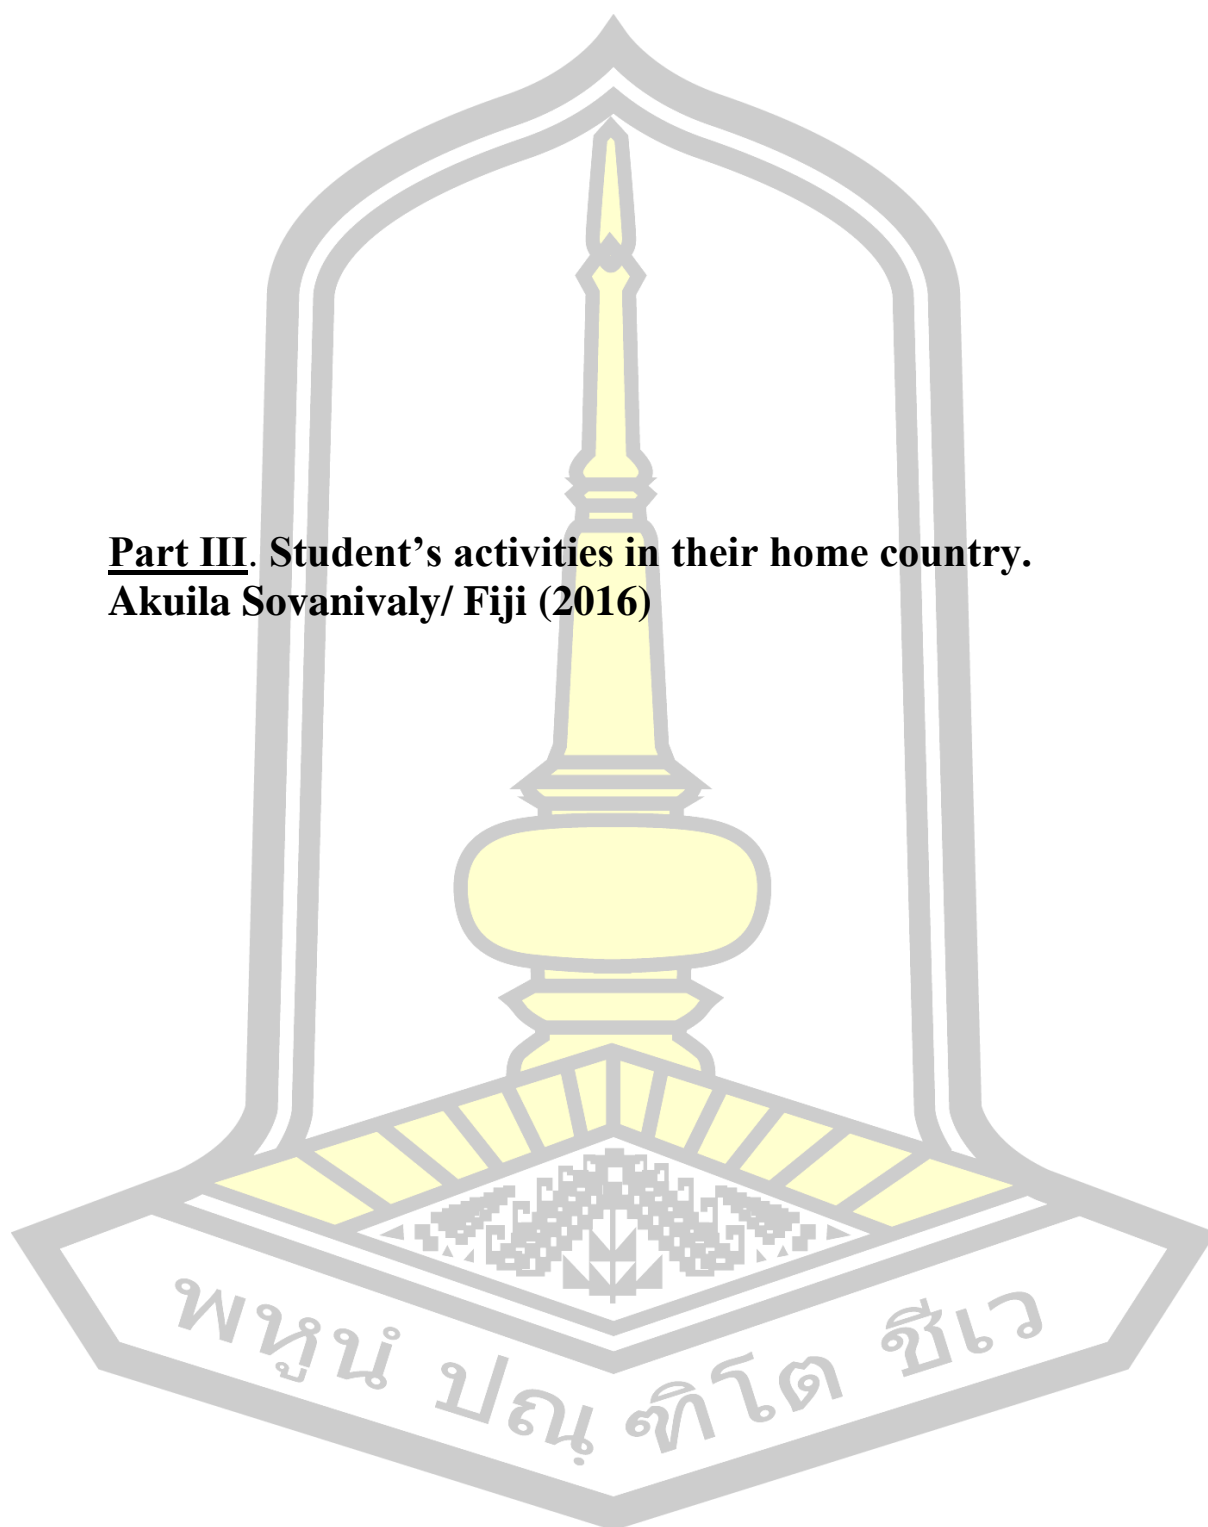 Part III. Student’s activities in their home country.
Akuila Sovanivaly/ Fiji (2016)
พหูนํ ปณฺฑิโต ชีเว